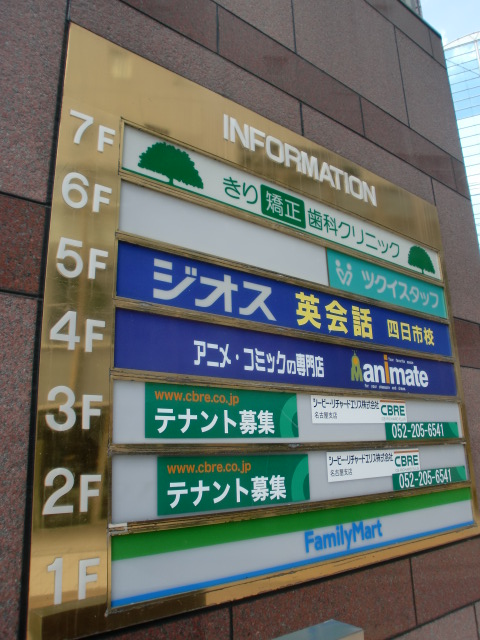 INFORMATION
7F
きり矯正歯科クリニック
6F
ツクイスタッフ
5F
ジオス 英会話 四日市校
4F
アニメ・コミックの専門店 animate
3F
www.cbre.co.jp
テナント募集
シービー・リチャードエリス株式会社
名古屋支店
CBRE
052-205-6541
2F
www.cbre.co.jp
テナント募集
シービー・リチャードエリス株式会社
名古屋支店
CBRE
052-205-6541
1F
FamilyMart